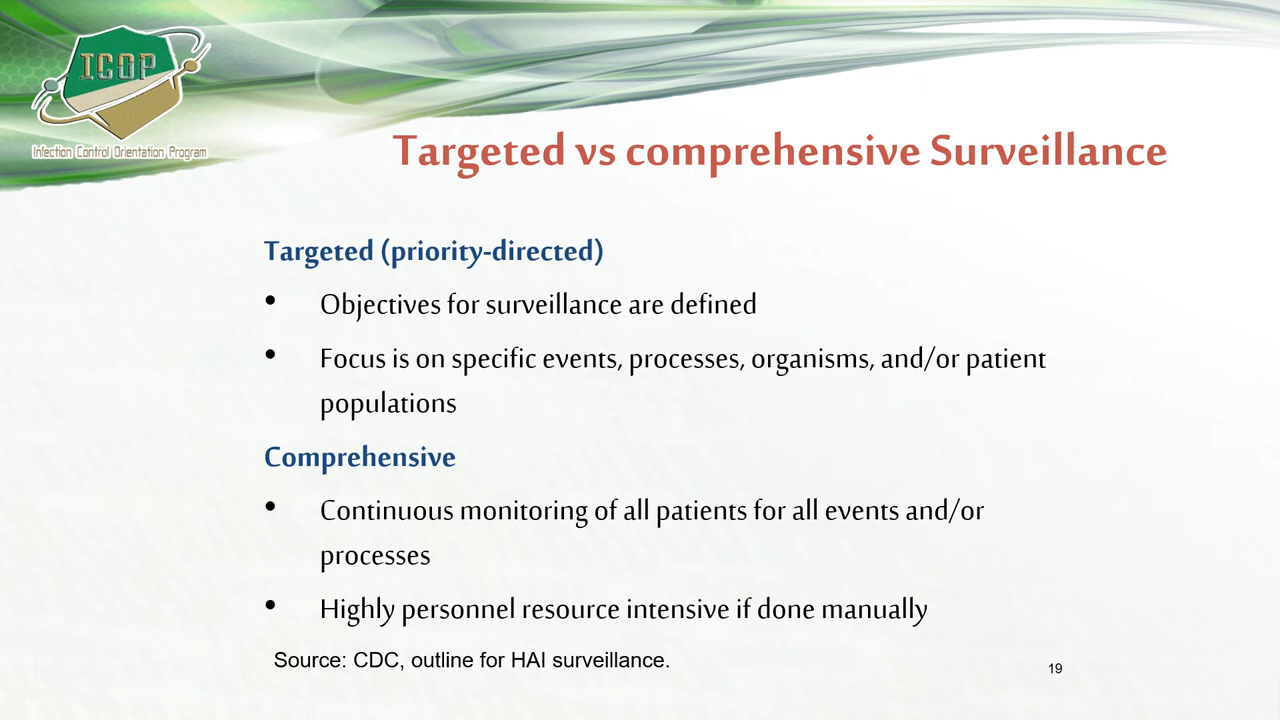 ICOP
Infection Control Orientation Program
Targeted vs comprehensive Surveillance
Targeted (priority-directed)
• Objectives for surveillance are defined
• Focus is on specific events, processes, organisms, and/or patient
populations
Comprehensive
• Continuous monitoring of all patients for all events and/or
processes
• Highly personnel resource intensive if done manually
Source: CDC, outline for HAI surveillance.
19